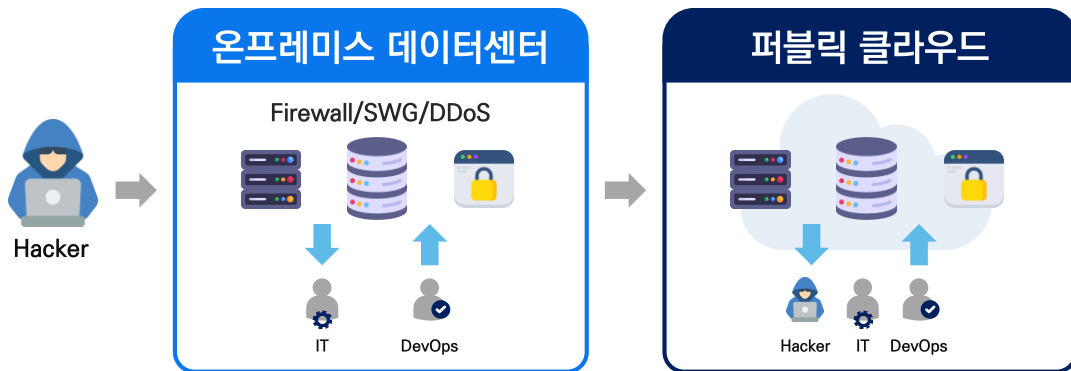 온프레미스 데이터센터
퍼블릭 클라우드
Firewall/SWG/DDoS
Hacker
IT
DevOps
Hacker
IT
DevOps